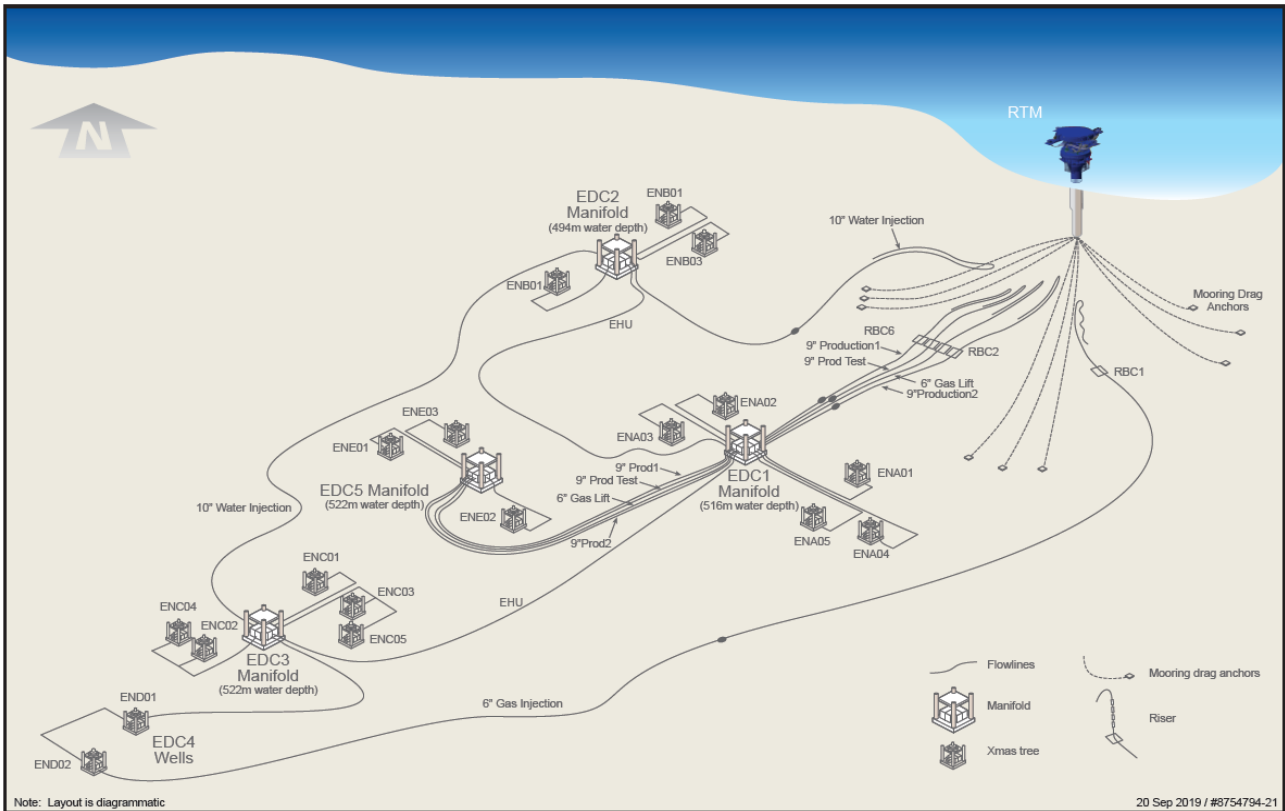 RTM
N
EDC2
Manifold
(494m water depth)
ENB01
ENB03
ENB01
10" Water Injection
Mooring Drag
Anchors
EHU
RBC6
9" Production1
9" Prod Test
RBC2
RBC1
6" Gas Lift
9"Production2
ENA02
ENA03
ENE03
ENE01
EDC5 Manifold
(522m water depth)
ENE02
9" Prod1
9" Prod Test
6" Gas Lift
9"Prod2
EDC1
Manifold
(516m water depth)
ENA01
ENA05
ENA04
10" Water Injection
ENC01
ENC03
ENC04
ENC02
ENC05
EHU
EDC3
Manifold
(522m water depth)
END01
EDC4
Wells
END02
6" Gas Injection
Flowlines
Manifold
Xmas tree
Mooring drag anchors
Riser
Note: Layout is diagrammatic
20 Sep 2019 / #8754794-21